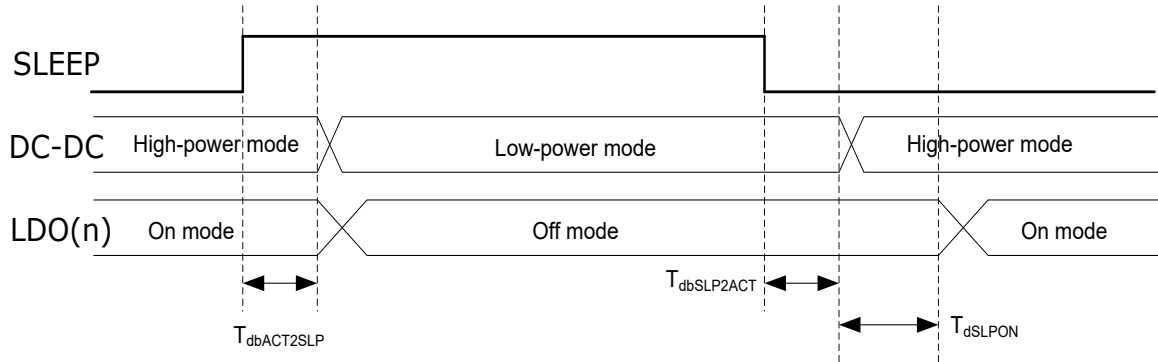 SLEEP
DC-DC
High-power mode
Low-power mode
High-power mode
LDO(n)
On mode
Off mode
On mode
TdbACT2SLP
TdbSLP2ACT
TdSLPON